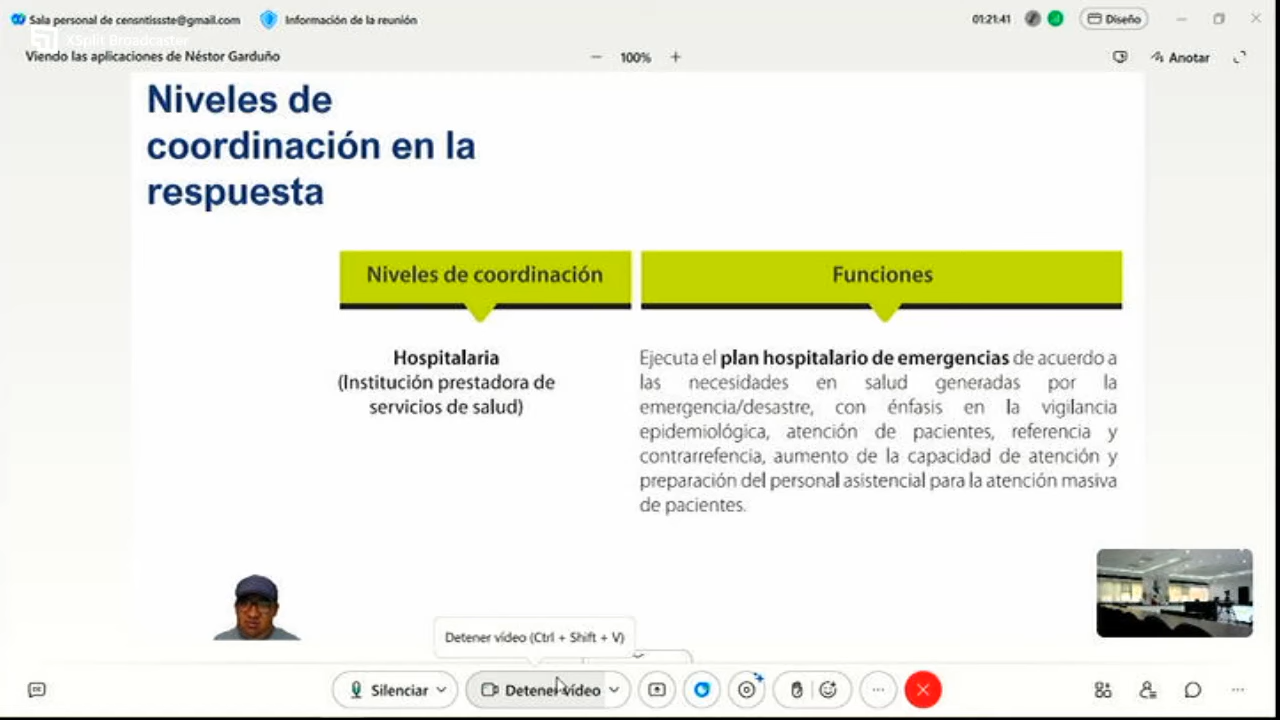 Sala personal de censntissste@gmail.com
Información de la reunión
01:21:41
Diseño
XSplit Broadcaster
Viendo las aplicaciones de Néstor Garduño
100%
Anotar
Niveles de
coordinación en la
respuesta
Niveles de coordinación
Funciones
Hospitalaria
(Institución prestadora de
servicios de salud)
Ejecuta el plan hospitalario de emergencias de acuerdo a
las necesidades en salud generadas por la
emergencia/desastre, con énfasis en la vigilancia
epidemiológica, atención de pacientes, referencia y
contrarrefencia, aumento de la capacidad de atención y
preparación del personal asistencial para la atención masiva
de pacientes.
Detener vídeo (Ctrl + Shift + V)
Silenciar
Detener vídeo